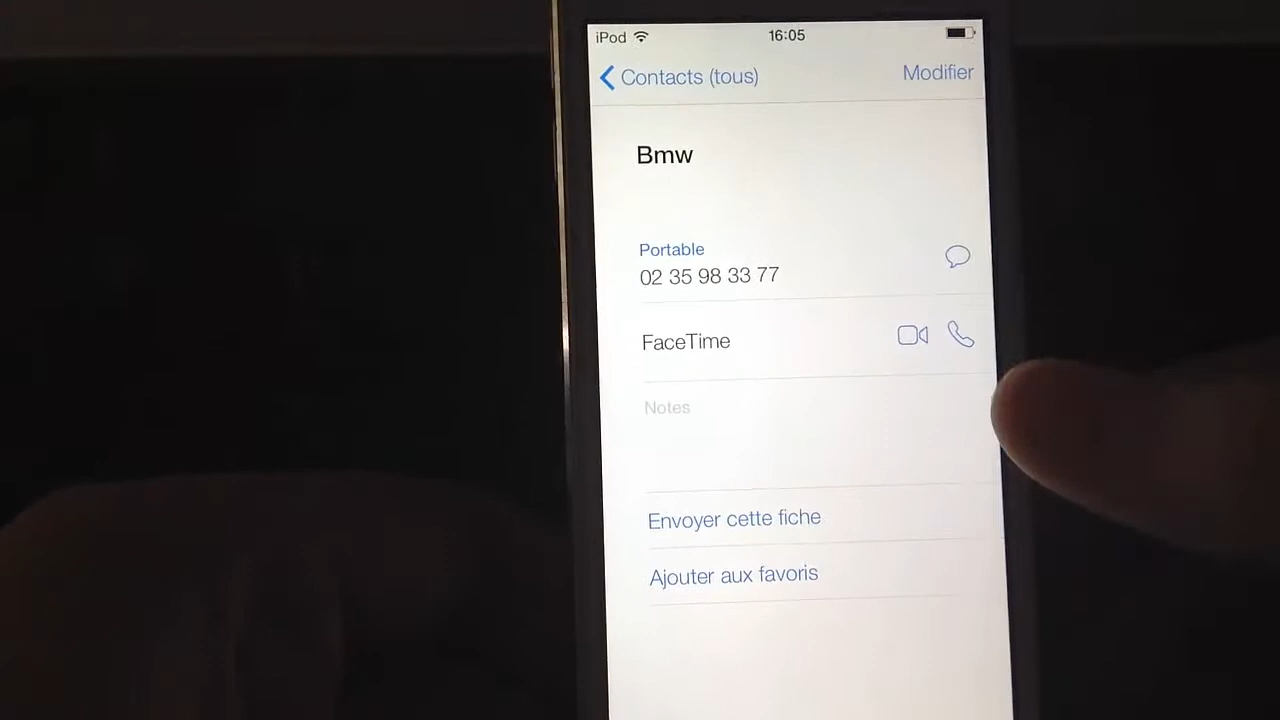 iPod 16:05
Contacts (tous) Modifier
Bmw
Portable
02 35 98 33 77
FaceTime
Notes
Envoyer cette fiche
Ajouter aux favoris